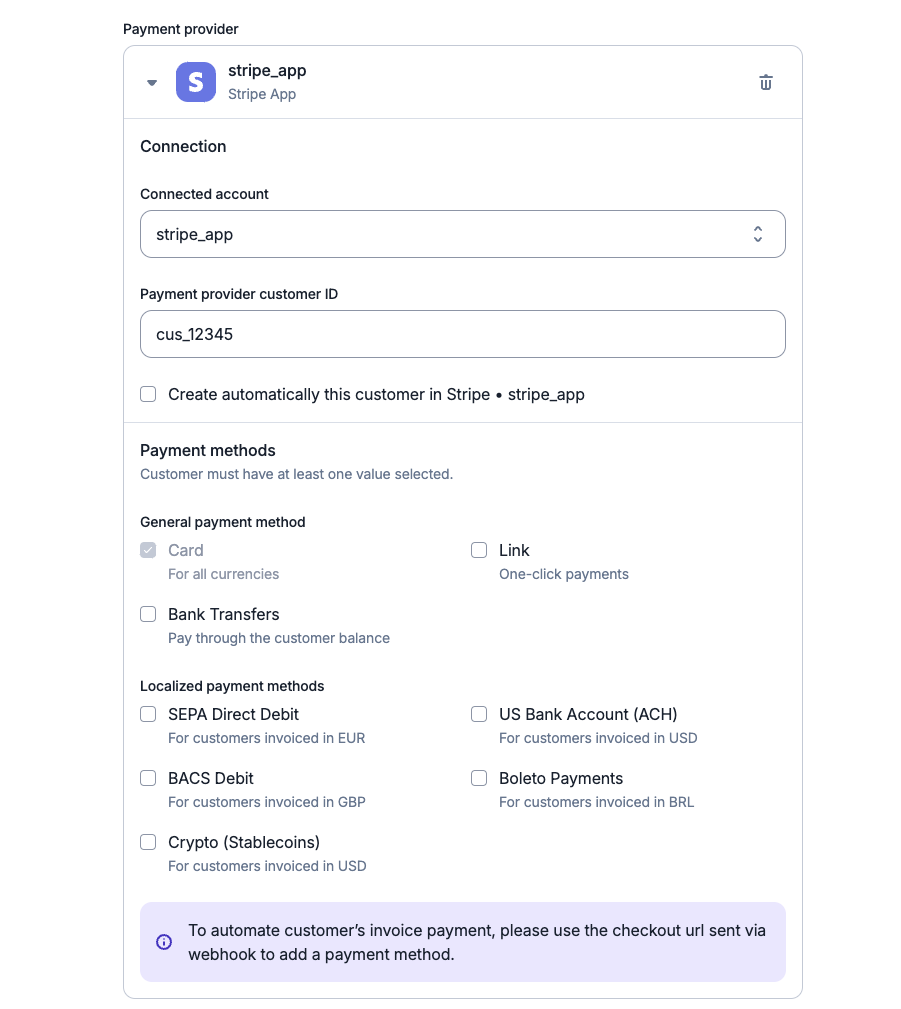 Payment provider
S
stripe_app
Stripe App
Connection
Connected account
stripe_app
Payment provider customer ID
cus_12345
Create automatically this customer in Stripe • stripe_app
Payment methods
Customer must have at least one value selected.
General payment method
Card
For all currencies
Link
One-click payments
Bank Transfers
Pay through the customer balance
Localized payment methods
SEPA Direct Debit
For customers invoiced in EUR
US Bank Account (ACH)
For customers invoiced in USD
BACS Debit
For customers invoiced in GBP
Boleto Payments
For customers invoiced in BRL
Crypto (Stablecoins)
For customers invoiced in USD
To automate customer’s invoice payment, please use the checkout url sent via
webhook to add a payment method.